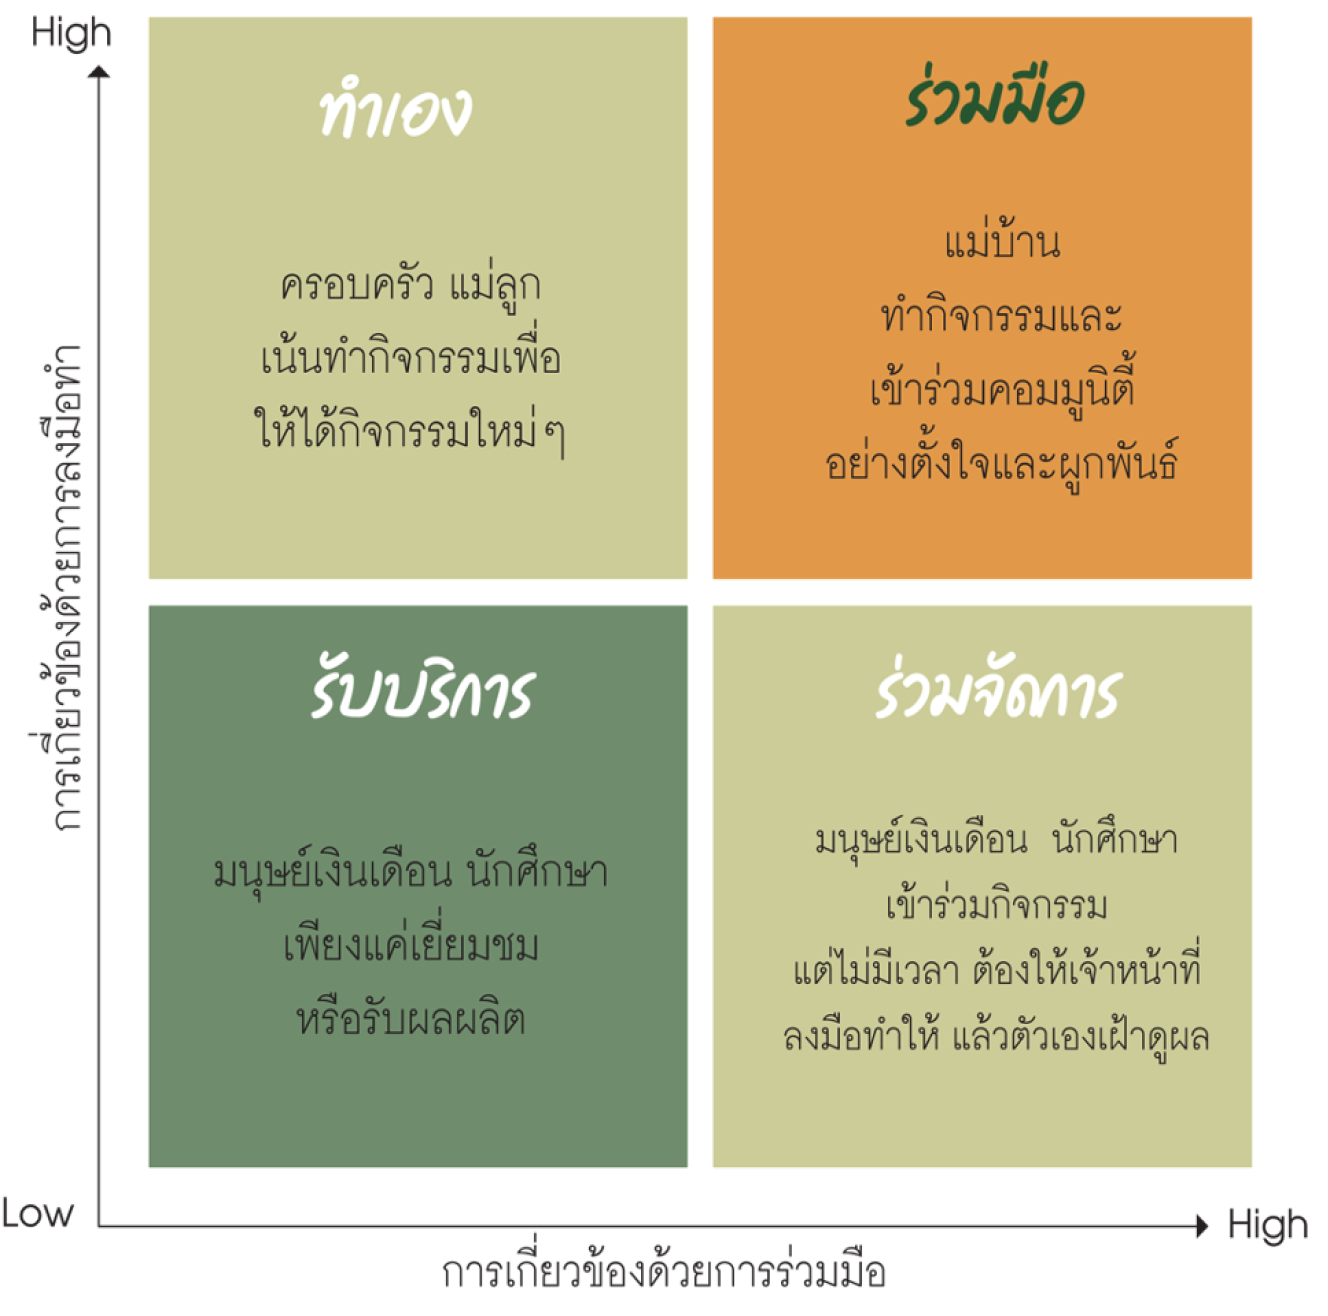 High
การเกี่ยวข้องด้วยการลงมือทำ
ทำเอง
ครอบครัว แม่ลูก
เน้นทำกิจกรรมเพื่อ
ให้ได้กิจกรรมใหม่ ๆ
ร่วมมือ
แม่บ้าน
ทำกิจกรรมและ
เข้าร่วมคอมมูนิตี้
อย่างตั้งใจและผูกพันธ์
รับบริการ
มนุษย์เงินเดือน นักศึกษา
เพียงแค่เยี่ยมชม
หรือรับผลผลิต
ร่วมจัดการ
มนุษย์เงินเดือน นักศึกษา
เข้าร่วมกิจกรรม
แต่ไม่มีเวลา ต้องให้เจ้าหน้าที่
ลงมือทำให้ แล้วตัวเองเฝ้าดูผล
Low
High
การเกี่ยวข้องด้วยการร่วมมือ